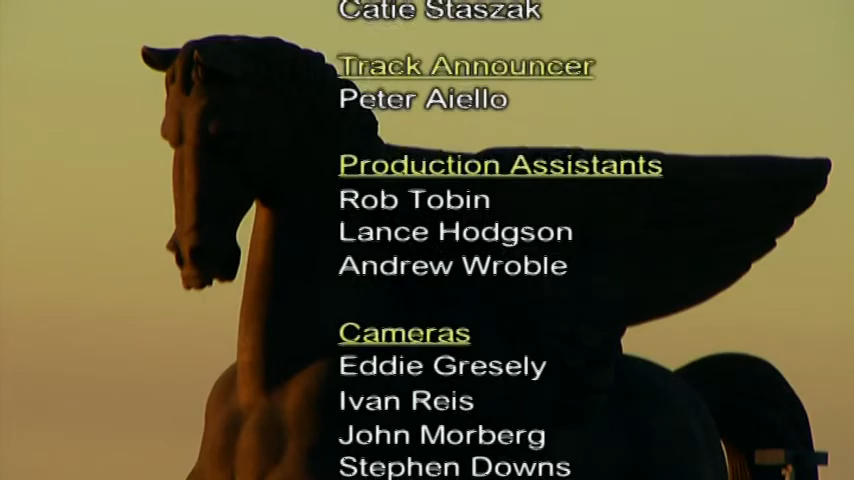 Catie Staszak
Track Announcer
Peter Aiello
Production Assistants
Rob Tobin
Lance Hodgson
Andrew Wroble
Cameras
Eddie Gresely
Ivan Reis
John Morberg
Stephen Downs